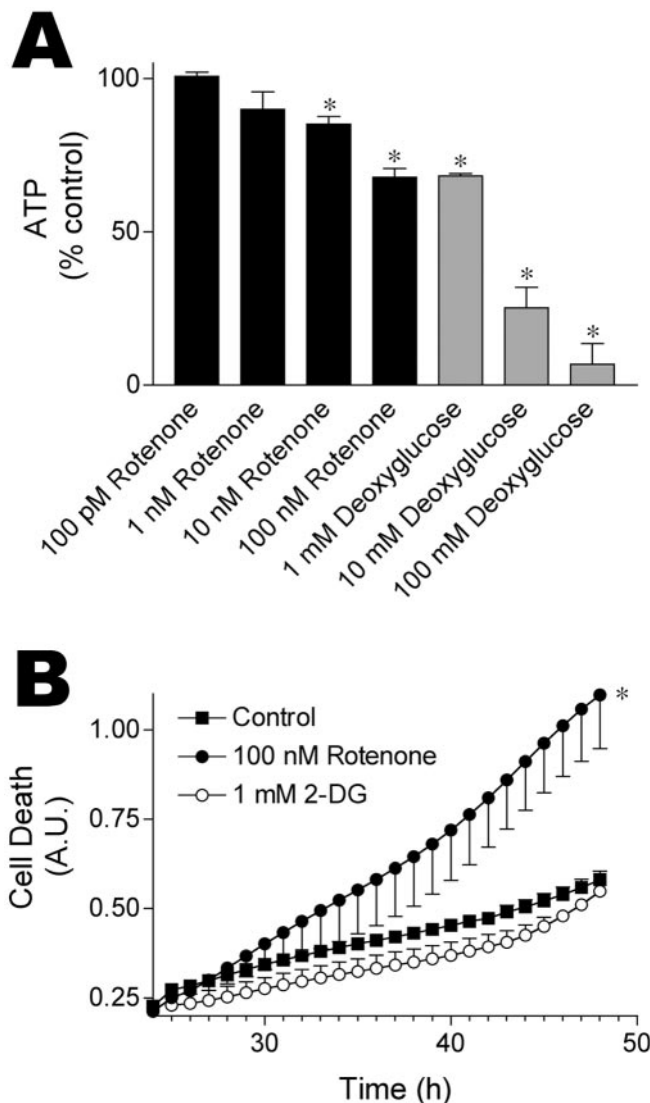 A
100
50
0
ATP
(% control)
*
*
*
*
*
100 pM Rotenone
1 nM Rotenone
10 nM Rotenone
100 nM Rotenone
1 mM Deoxyglucose
10 mM Deoxyglucose
100 mM Deoxyglucose
B
Control
100 nM Rotenone
1 mM 2-DG
*
1.00
0.75
0.50
0.25
Cell Death
(A.U.)
30
40
50
Time (h)